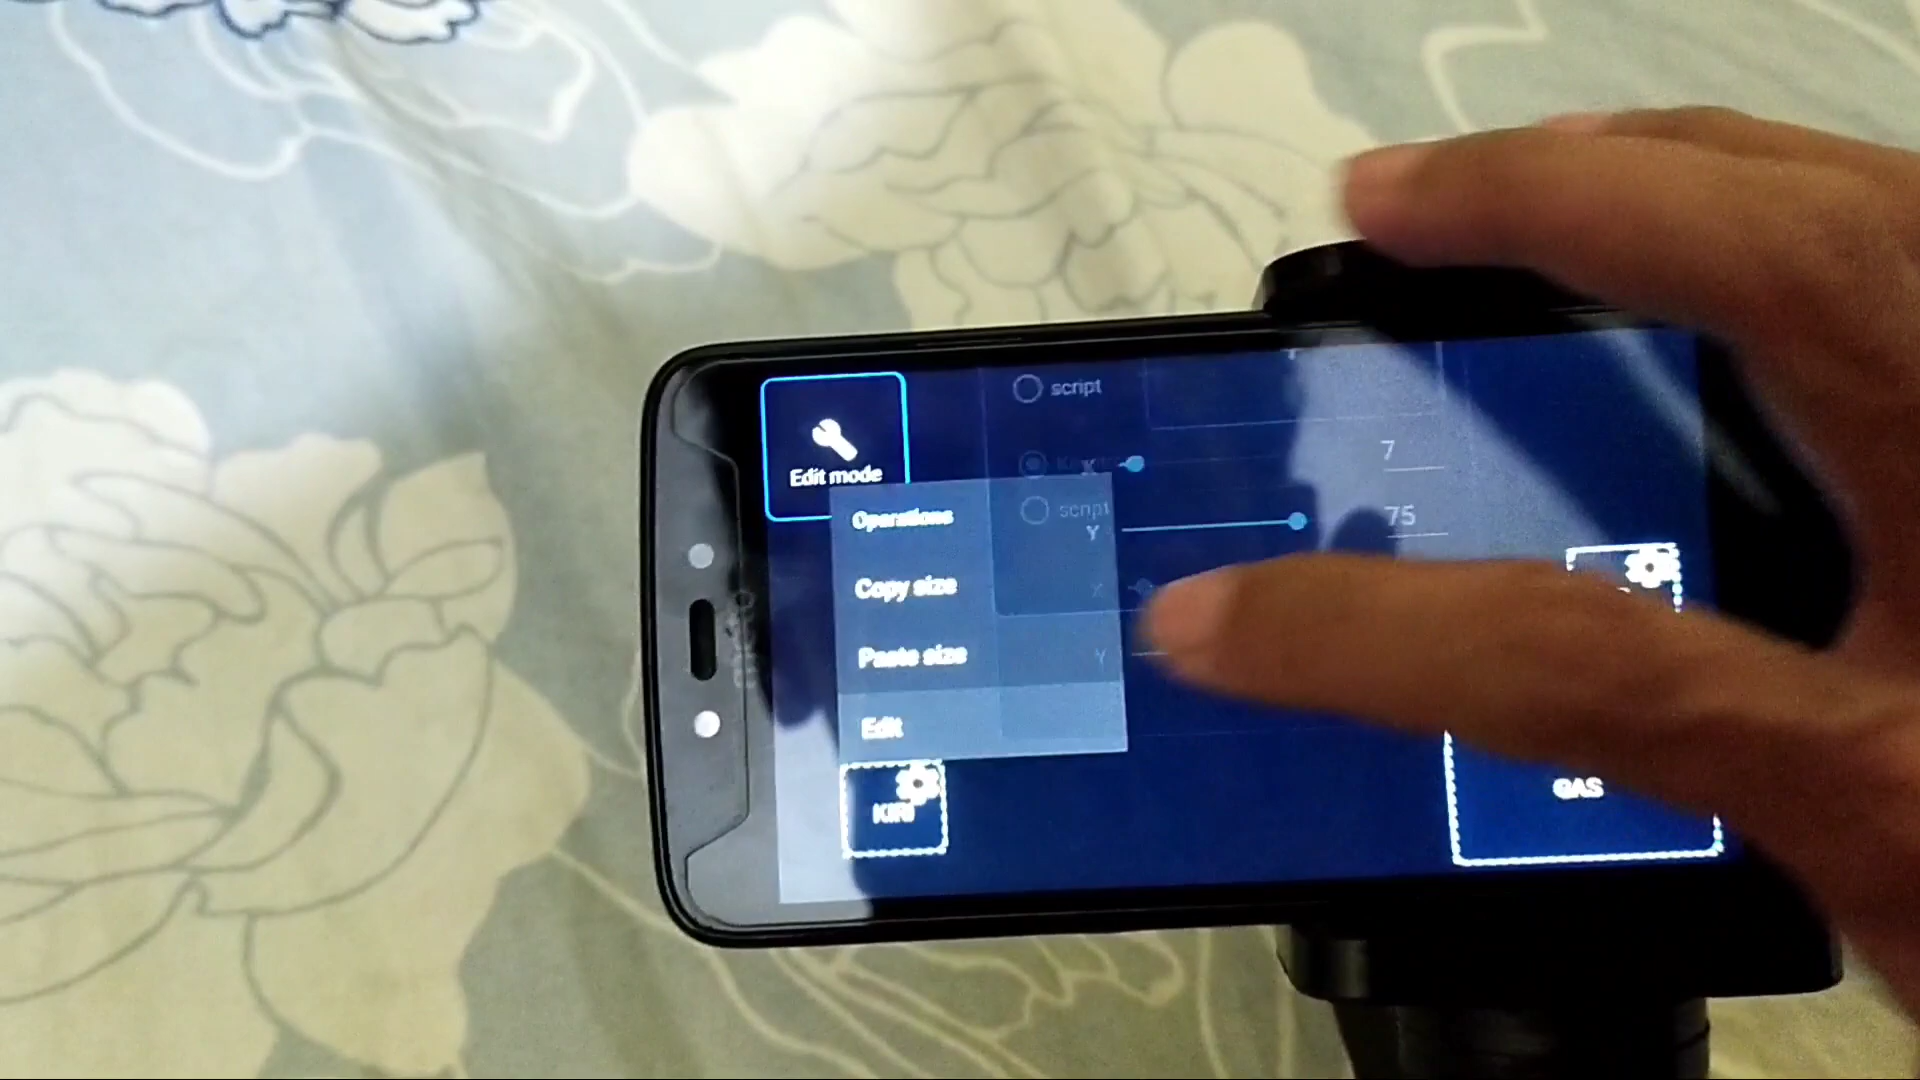 script
Edit mode
X
7
Operations
script
Y
75
Copy size
X
Paste size
Y
Edit
KIRI
GAS